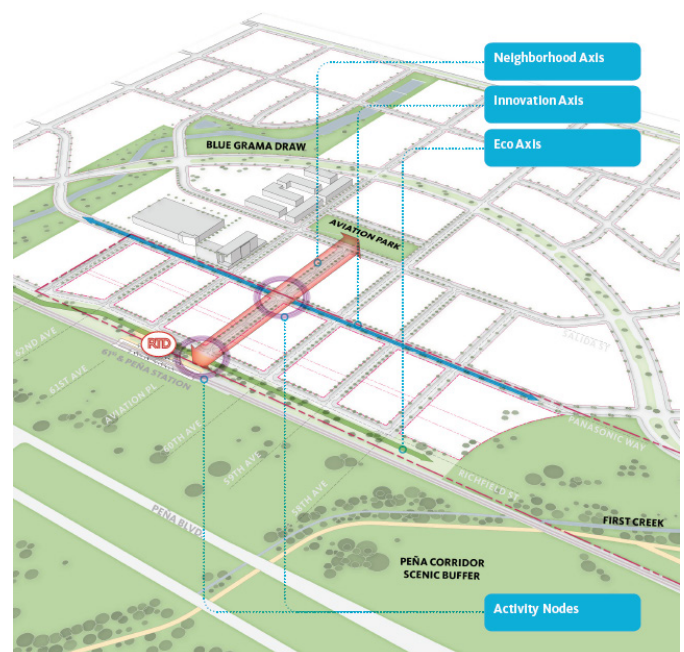 Neighborhood Axis
Innovation Axis
Eco Axis
BLUE GRAMA DRAW
AVIATION PARK
SALIDA ST
RTD
61st & PEÑA STATION
62ND AVE
61ST AVE
AVIATION PL
60TH AVE
59TH AVE
58TH AVE
PANASONIC WAY
RICHFIELD ST
PEÑA BLVD
FIRST CREEK
PEÑA CORRIDOR
SCENIC BUFFER
Activity Nodes